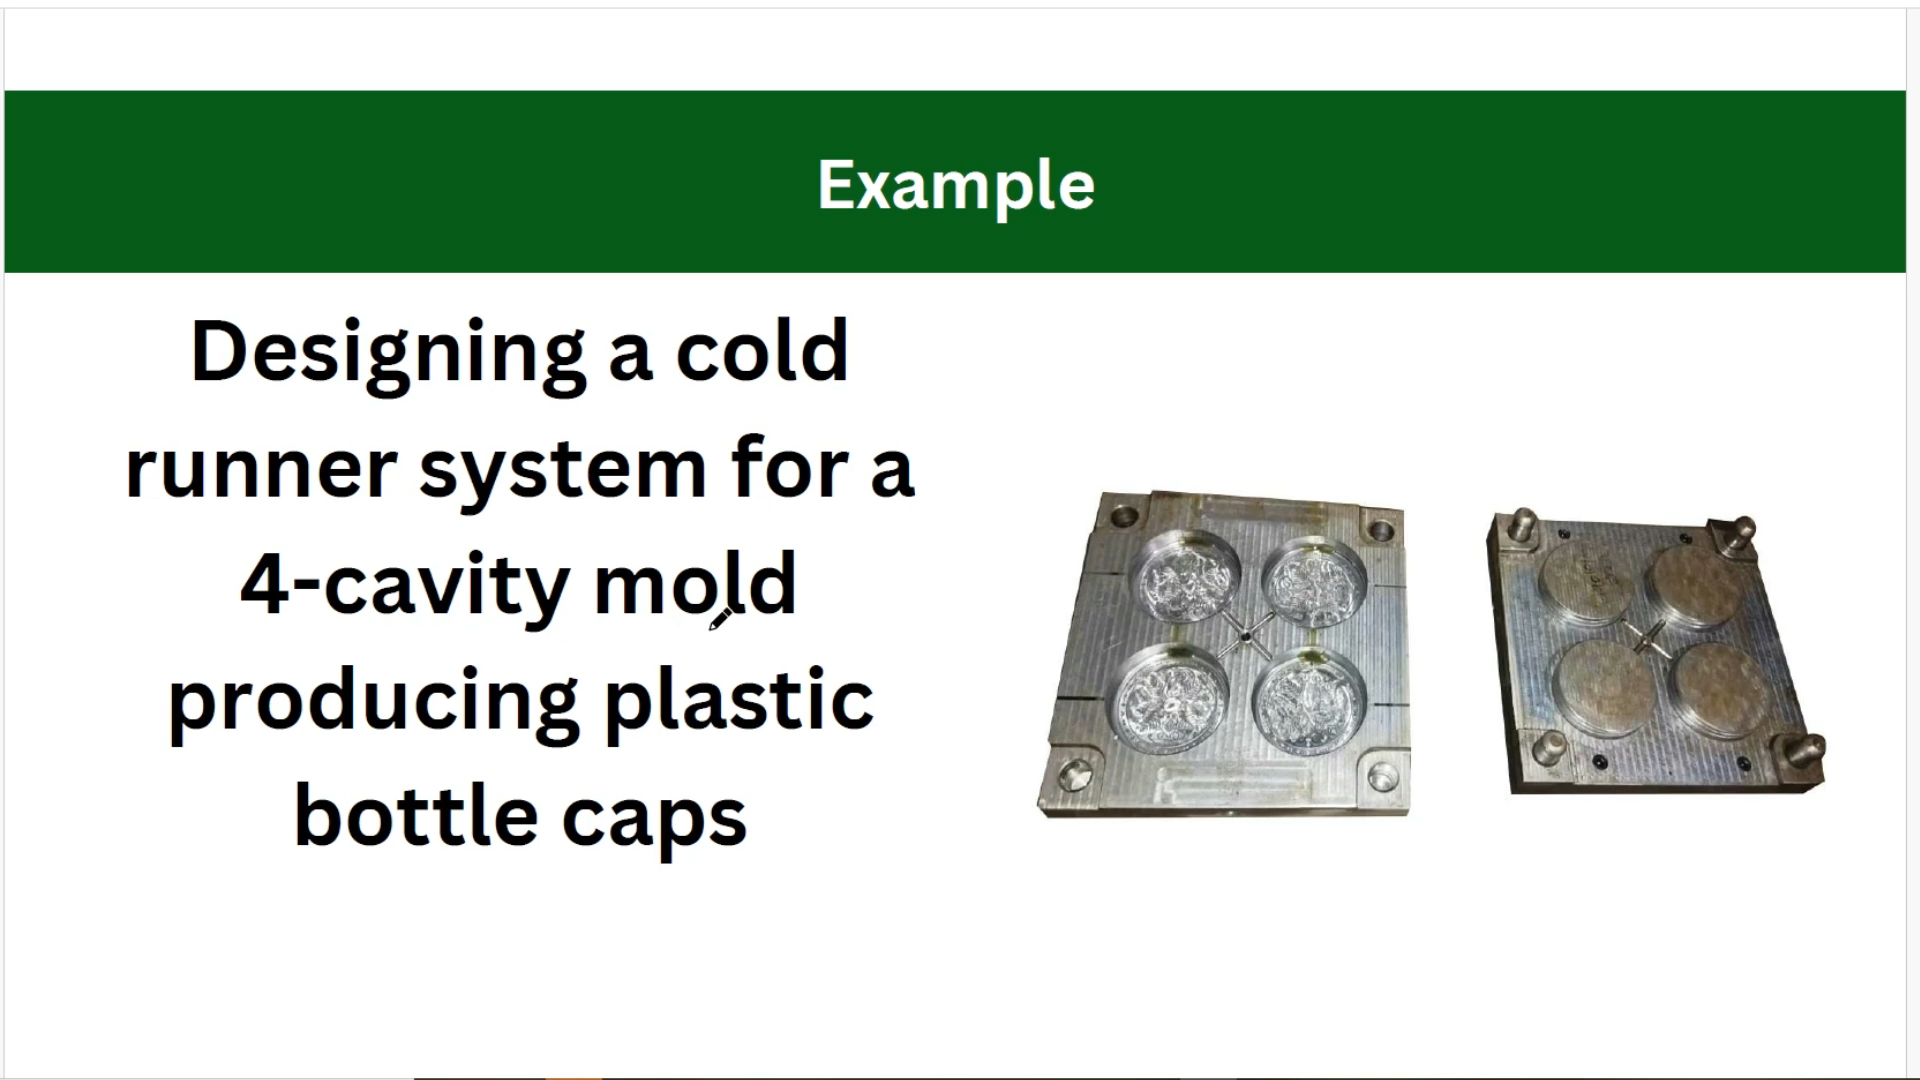 Example
Designing a cold
runner system for a
4-cavity mold
producing plastic
bottle caps